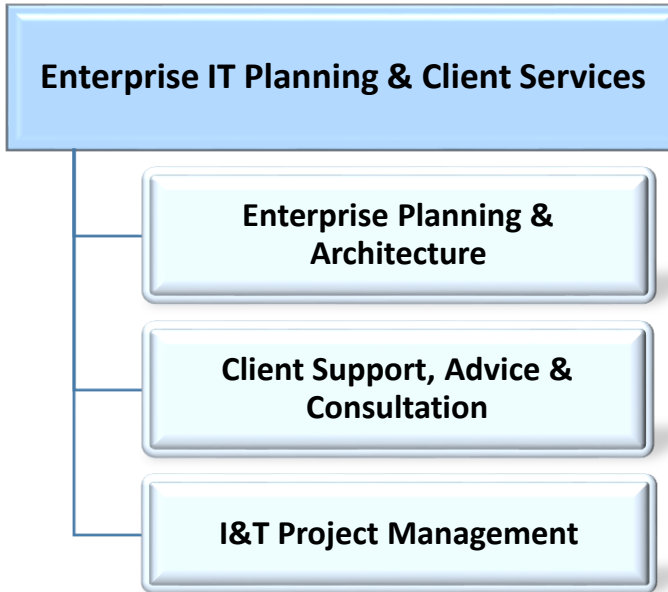 Enterprise IT Planning & Client Services
Enterprise Planning &
Architecture
Client Support, Advice &
Consultation
I&T Project Management